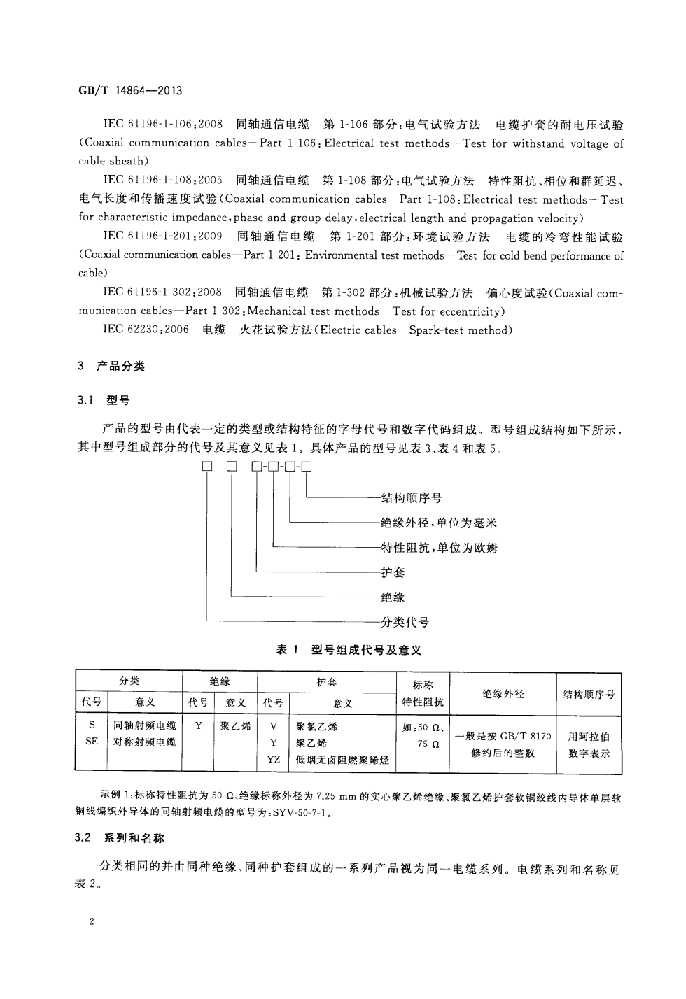 GB/T 14864—2013
IEC 61196-1-106:2008 同轴通信电缆 第 1-106 部分:电气试验方法 电缆护套的耐电压试验
(Coaxial communication cables—Part 1-106: Electrical test methods—Test for withstand voltage of
cable sheath)
IEC 61196-1-108:2005 同轴通信电缆 第 1-108 部分:电气试验方法 特性阻抗、相位和群延迟、
电气长度和传播速度试验(Coaxial communication cables—Part 1-108: Electrical test methods—Test
for characteristic impedance,phase and group delay,electrical length and propagation velocity)
IEC 61196-1-201:2009 同轴通信电缆 第 1-201 部分:环境试验方法 电缆的冷弯性能试验
(Coaxial communication cables—Part 1-201: Environmental test methods—Test for cold bend performance of
cable)
IEC 61196-1-302:2008 同轴通信电缆 第 1-302 部分:机械试验方法 偏心度试验(Coaxial com-
munication cables—Part 1-302:Mechanical test methods—Test for eccentricity)
IEC 62230:2006 电缆 火花试验方法(Electric cables—Spark-test method)
3 产品分类
3.1 型号
产品的型号由代表一定的类型或结构特征的字母代号和数字代码组成。型号组成结构如下所示,
其中型号组成部分的代号及其意义见表 1。具体产品的型号见表 3、表 4 和表 5。
□ □ □-□-□-□
结构顺序号
绝缘外径,单位为毫米
特性阻抗,单位为欧姆
护套
绝缘
分类代号
表 1 型号组成代号及意义
分类 绝缘 护套 标称 特性阻抗 绝缘外径 结构顺序号
代号 意义 代号 意义 代号 意义
S 同轴射频电缆 Y 聚乙烯 V 聚氯乙烯 如:50 Ω、 一般是按 GB/T 8170 用阿拉伯
SE 对称射频电缆 Y 聚乙烯 75 Ω 修约后的整数 数字表示
YZ 低烟无卤阻燃聚烯烃
示例 1:标称特性阻抗为 50 Ω、绝缘标称外径为 7.25 mm 的实心聚乙烯绝缘、聚氯乙烯护套软铜绞线内导体单层软
铜线编织外导体的同轴射频电缆的型号为:SYV-50-7-1。
3.2 系列和名称
分类相同的并由同种绝缘、同种护套组成的一系列产品视为同一电缆系列。电缆系列和名称见
表 2。
2